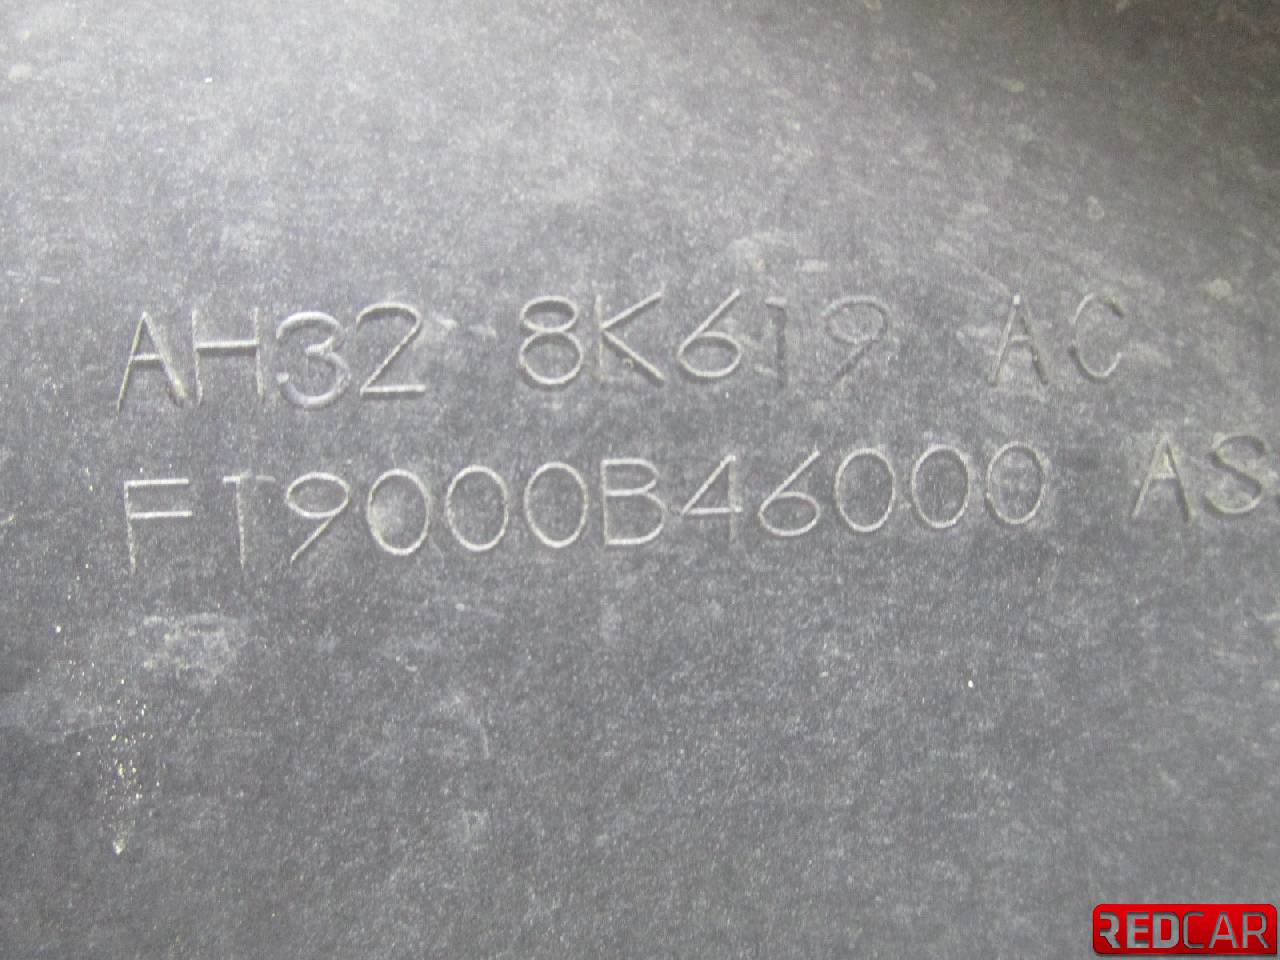 AH32 8K619 AC
FT9000B46000 AS
REDCAR